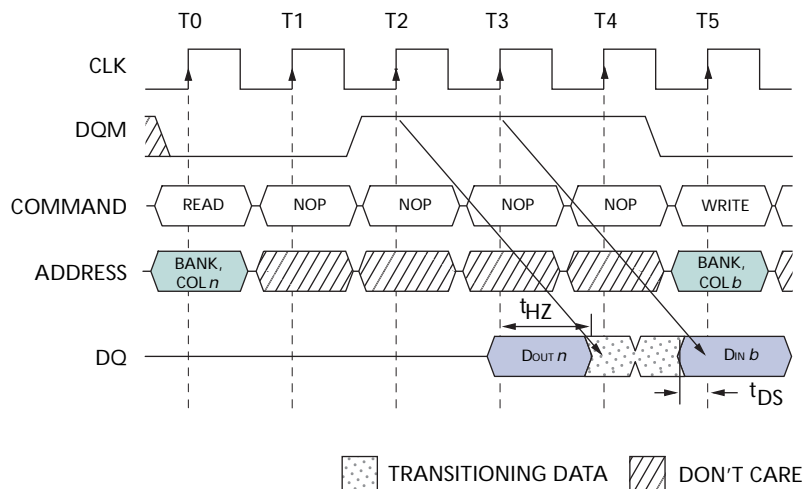 T0 T1 T2 T3 T4 T5
CLK
DQM
COMMAND READ NOP NOP NOP NOP WRITE
ADDRESS BANK, COL n BANK, COL b
tHZ
DQ DOUT n DIN b
tDS
TRANSITIONING DATA DON'T CARE